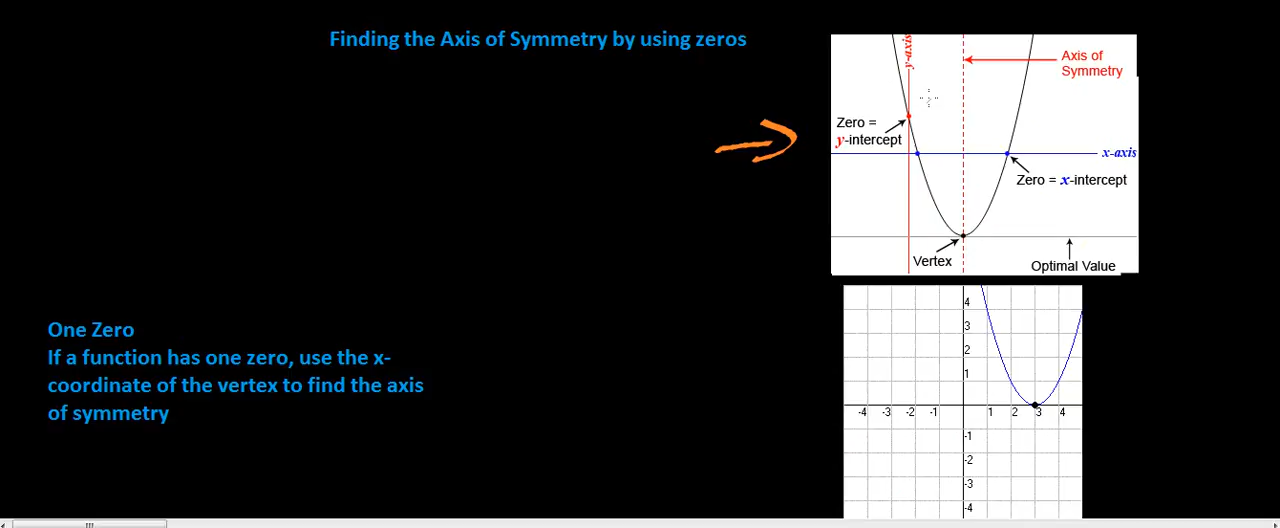 Finding the Axis of Symmetry by using zeros
y-axis
Axis of
Symmetry
Zero =
y-intercept
x-axis
Zero = x-intercept
Vertex
Optimal Value
One Zero
If a function has one zero, use the x-
coordinate of the vertex to find the axis
of symmetry
4
3
2
1
-4 -3 -2 -1 1 2 3 4
-1
-2
-3
-4